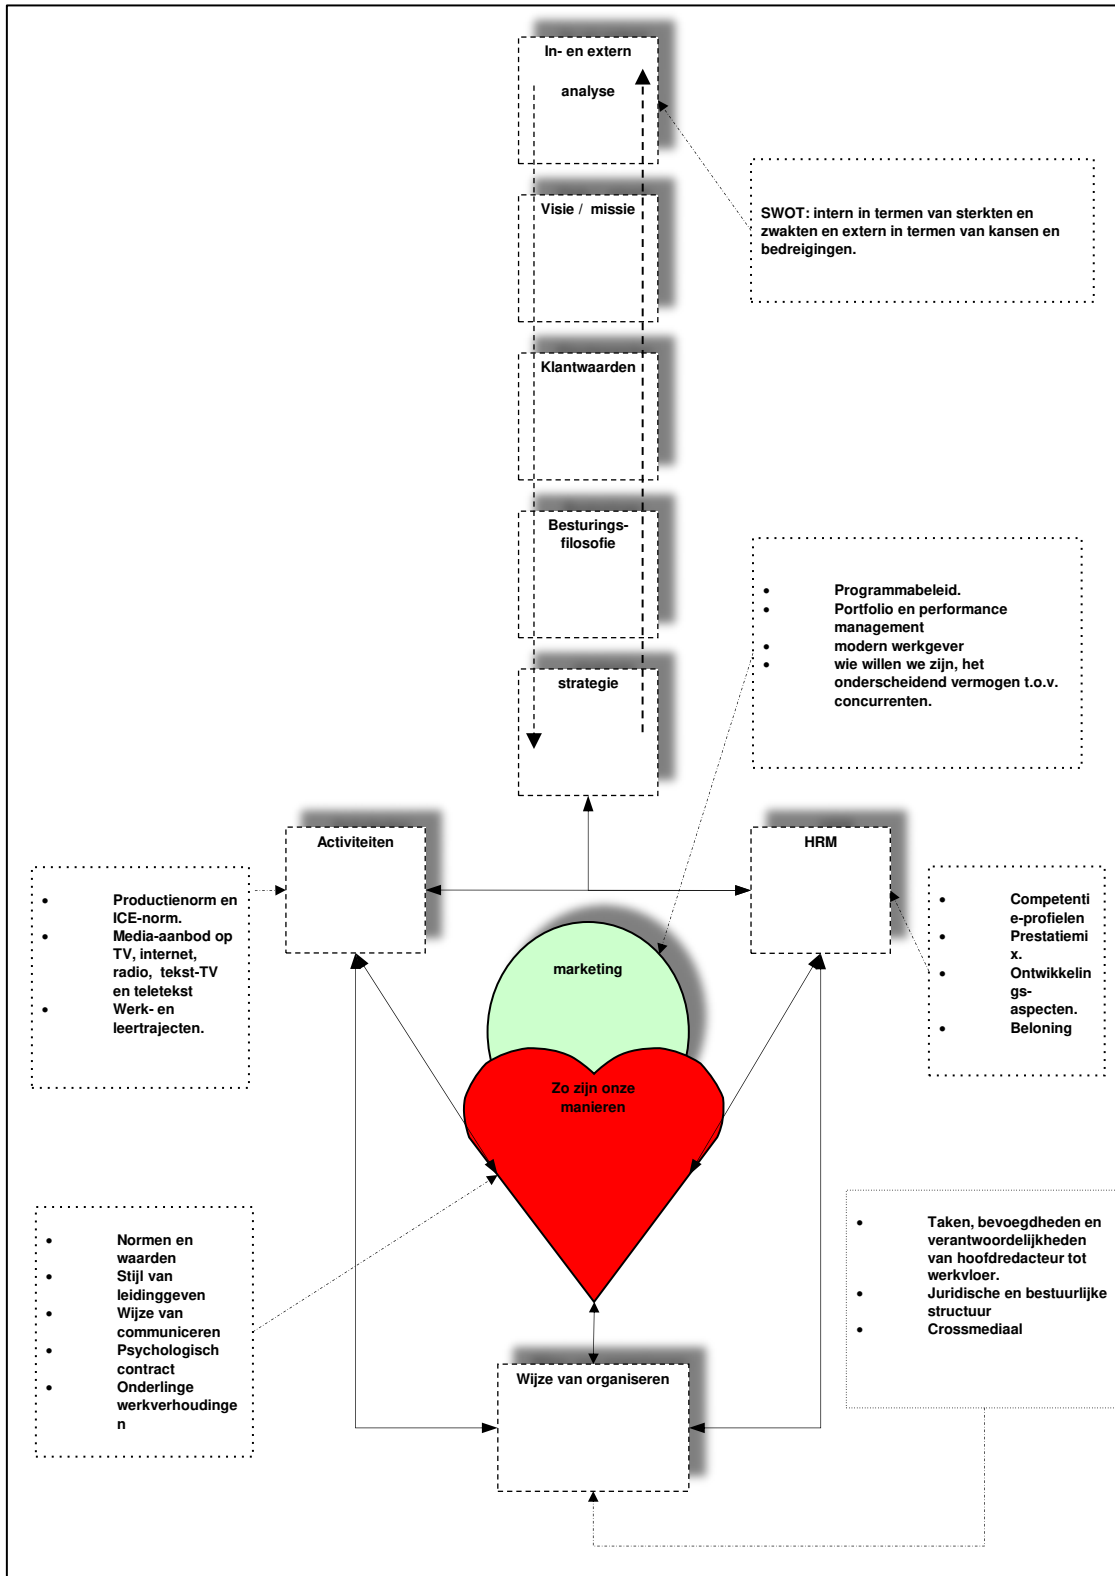 In- en extern
analyse
SWOT: intern in termen van sterkten en
zwakten en extern in termen van kansen en
bedreigingen.
Visie / missie
Klantwaarden
Besturings-
filosofie
• Programmabeleid.
• Portfolio en performance
management
• modern werkgever
• wie willen we zijn, het
onderscheidend vermogen t.o.v.
concurrenten.
strategie
Activiteiten
HRM
• Productienorm en
ICE-norm.
• Media-aanbod op
TV, internet,
radio, tekst-TV
en teletekst
• Werk- en
leertrajecten.
• Competenti
e-profielen
• Prestatiemi
x.
• Ontwikkelin
gs-
aspecten.
• Beloning
marketing
Zo zijn onze
manieren
• Normen en
waarden
• Stijl van
leidinggeven
• Wijze van
communiceren
• Psychologisch
contract
• Onderlinge
werkverhoudinge
n
• Taken, bevoegdheden en
verantwoordelijkheden
van hoofdredacteur tot
werkvloer.
• Juridische en bestuurlijke
structuur
• Crossmediaal
Wijze van organiseren